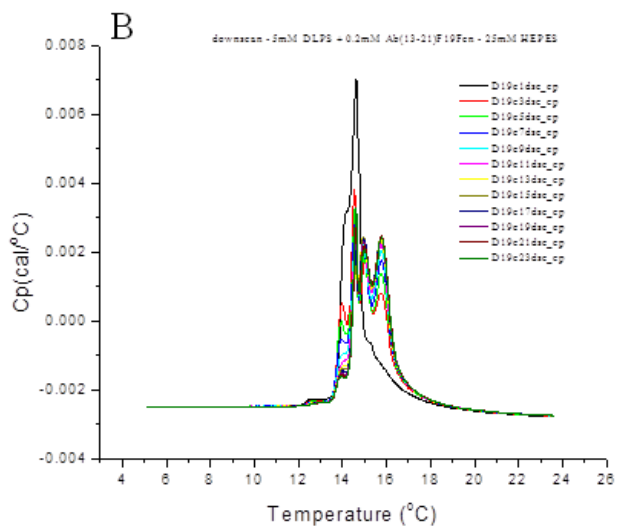 B
downscan - 5mM DLPS + 0.2mM Ab(13-21)F19Fcn - 25mM HEPES
0.008
0.006
0.004
0.002
0.000
-0.002
-0.004
Cp(cal/°C)
D19c1dsc_cp
D19c3dsc_cp
D19c5dsc_cp
D19c7dsc_cp
D19c9dsc_cp
D19c11dsc_cp
D19c13dsc_cp
D19c15dsc_cp
D19c17dsc_cp
D19c19dsc_cp
D19c21dsc_cp
D19c23dsc_cp
4 6 8 10 12 14 16 18 20 22 24 26
Temperature (°C)